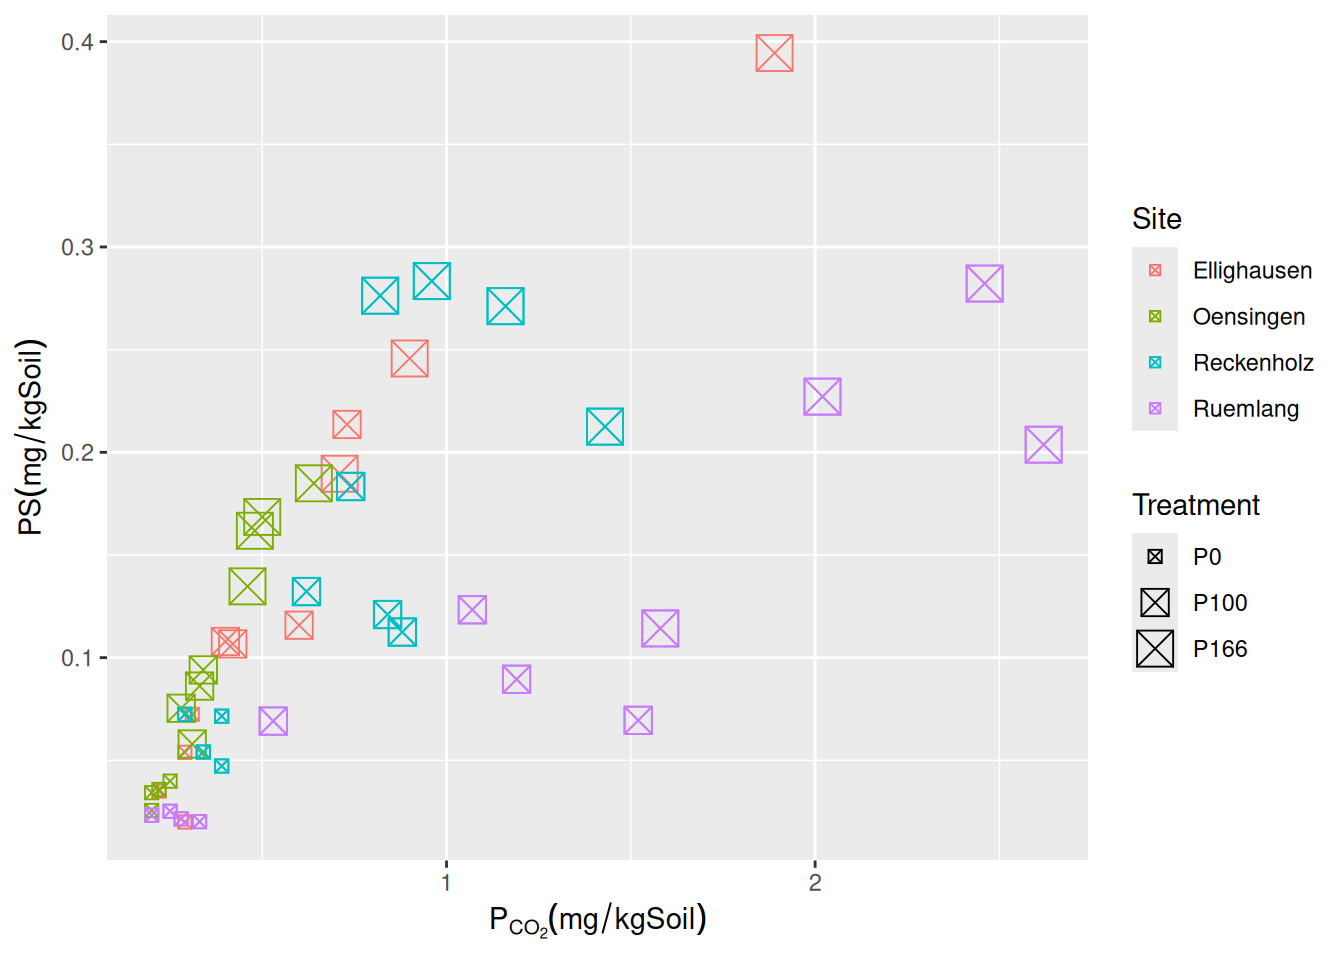 0.4
0.3
0.2
0.1
PS(mg/kgSoil)
1
2
P_CO₂(mg/kgSoil)
Site
Ellighausen
Oensingen
Reckenholz
Ruemlang
Treatment
P0
P100
P166